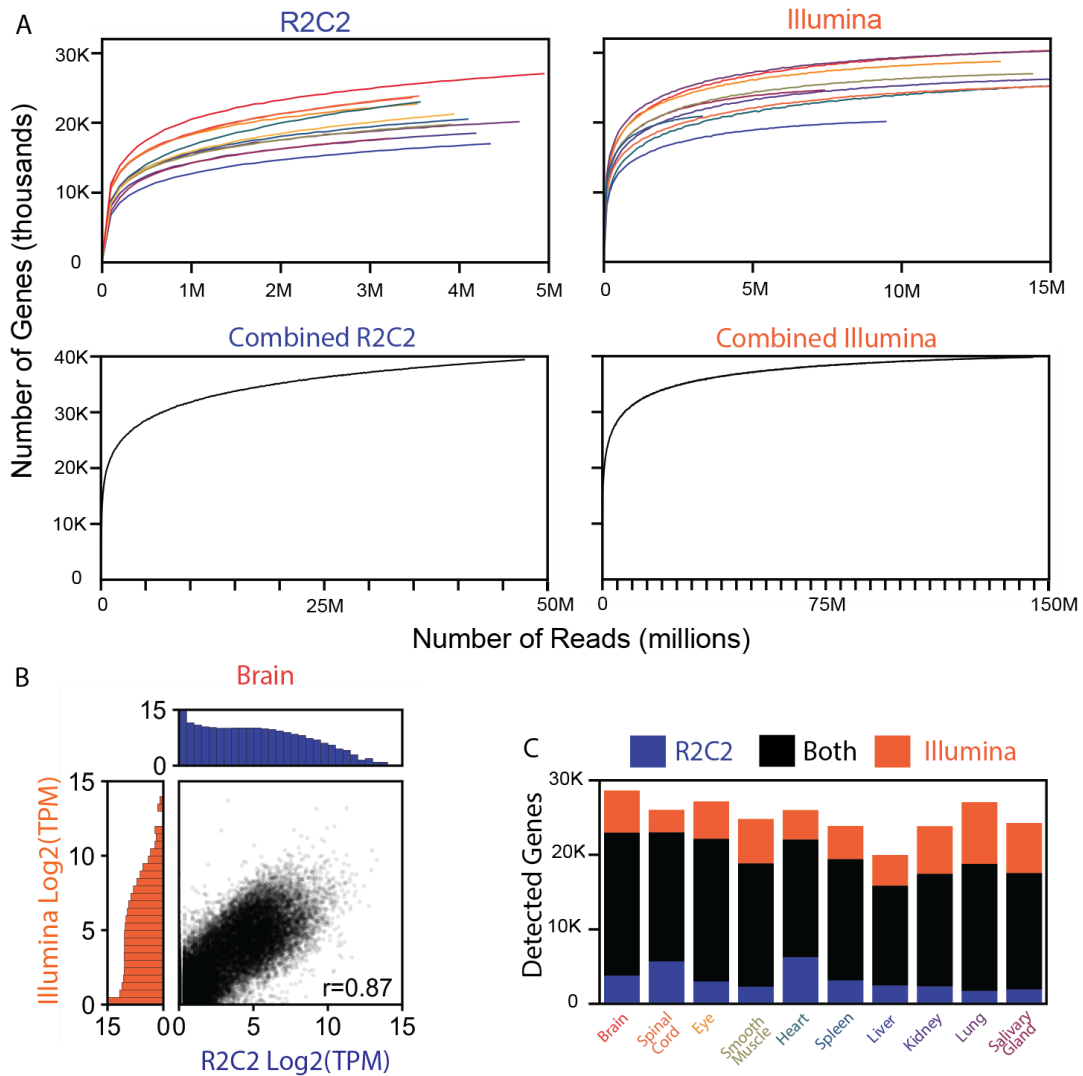 A
R2C2
Illumina
Number of Genes (thousands)
30K
20K
10K
0
0 1M 2M 3M 4M 5M
5M 10M 15M
Combined R2C2
Combined Illumina
40K
30K
20K
10K
0
0 25M 50M
0 75M 150M
Number of Reads (millions)
B
Brain
15
0
Illumina Log2(TPM)
15
10
5
0
r=0.87
15 0 0 5 10 15
R2C2 Log2(TPM)
C
R2C2 Both Illumina
Detected Genes
30K
20K
10K
0
Brain
Spinal
Cord
Eye
Smooth
Muscle
Heart
Spleen
Liver
Kidney
Lung
Salivary
Gland